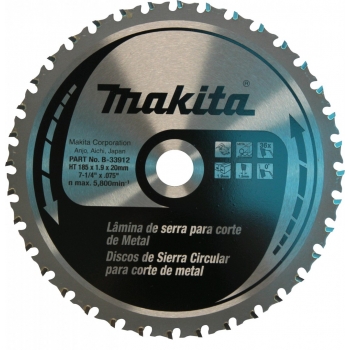 makita
Makita Corporation
Anjo, Aichi, Japan
PART No. B-33912
NT 185 x 1.9 x 20mm
7-1/4" x .075"
n max. 5,800min⁻¹
Lâmina de serra para corte
de Metal
Discos de Sierra Circular
para corte de metal